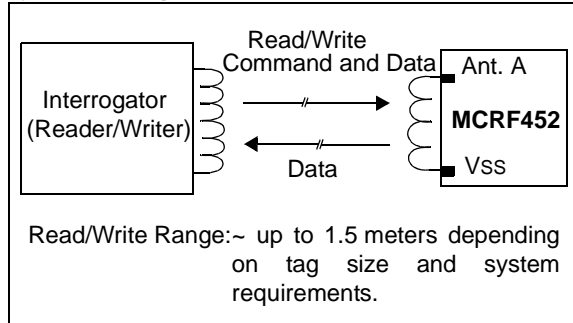 Read/Write
Command and Data
Interrogator
(Reader/Writer)
Ant. A
MCRF452
VSS
Data
Read/Write Range:~ up to 1.5 meters depending
on tag size and system
requirements.